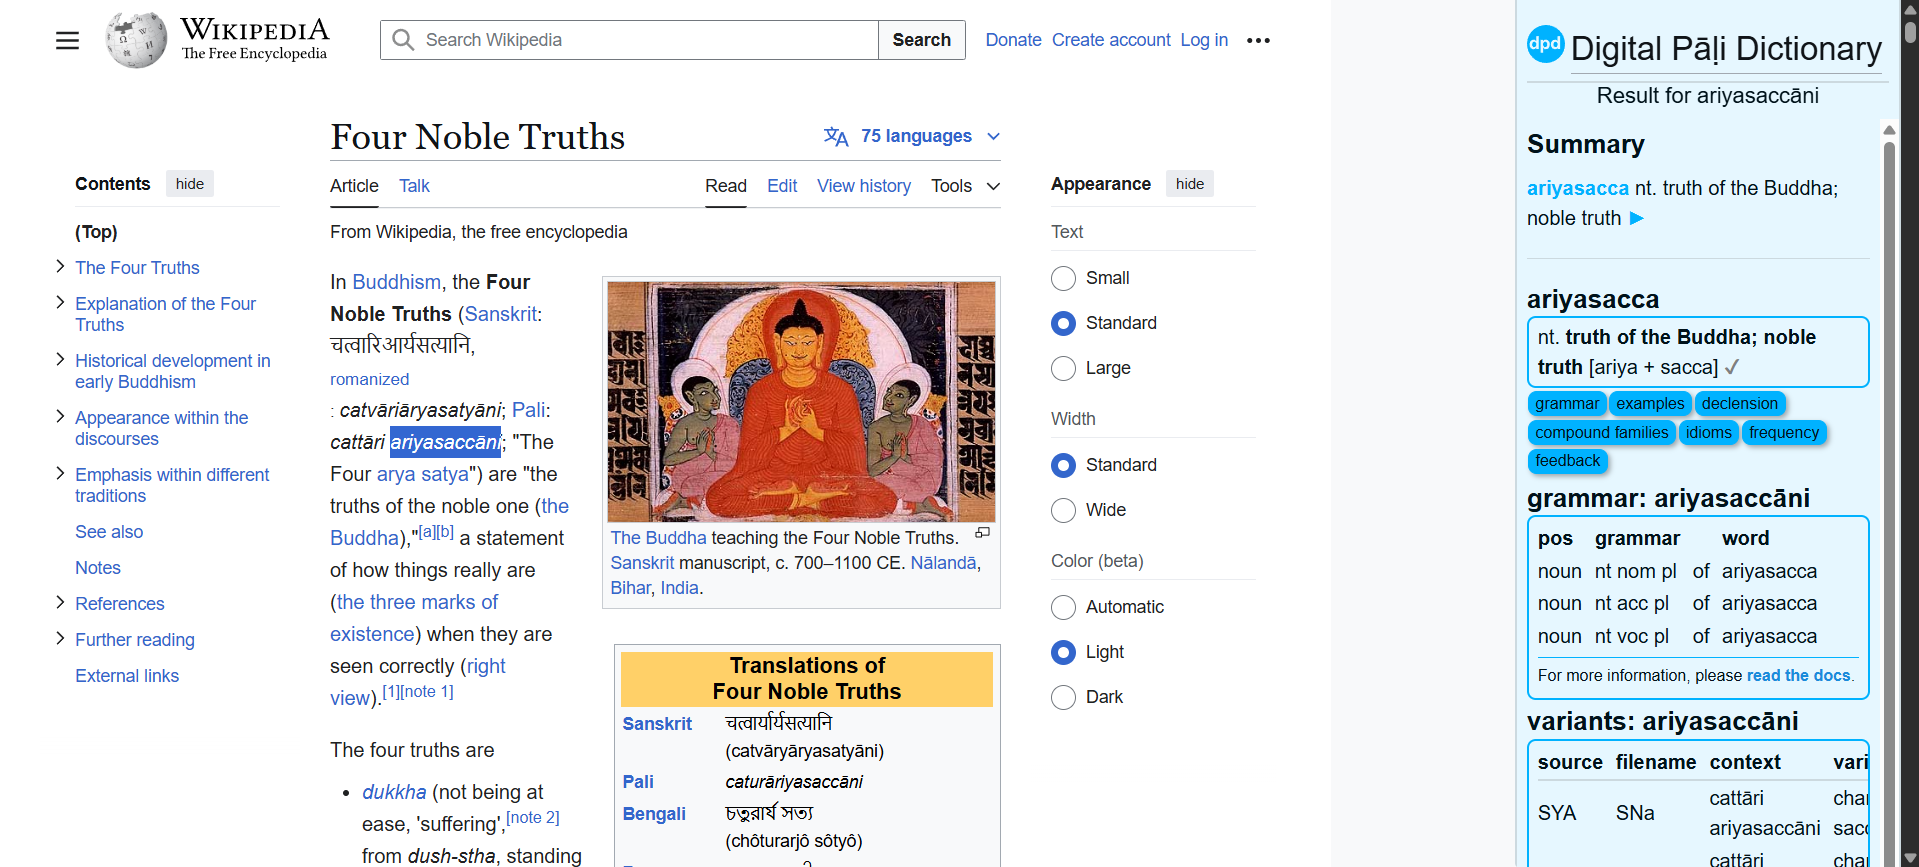 WIKIPEDIA
The Free Encyclopedia
Search Wikipedia
Search
Donate Create account Log in
Contents hide
(Top)
The Four Truths
Explanation of the Four
Truths
Historical development in
early Buddhism
Appearance within the
discourses
Emphasis within different
traditions
See also
Notes
References
Further reading
External links
Four Noble Truths
75 languages
Article Talk
Read Edit View history Tools
From Wikipedia, the free encyclopedia
In Buddhism, the Four
Noble Truths (Sanskrit:
चत्वारिआर्यसत्यानि,
romanized
: catvāriāryasatyāni; Pali:
cattāri ariyasaccāni; "The
Four arya satya") are "the
truths of the noble one (the
Buddha),"[a][b] a statement
of how things really are
(the three marks of
existence) when they are
seen correctly (right
view).[1][note 1]
The four truths are
• dukkha (not being at
ease, 'suffering',[note 2]
from dush-stha, standing
The Buddha teaching the Four Noble Truths.
Sanskrit manuscript, c. 700–1100 CE. Nālandā,
Bihar, India.
Translations of
Four Noble Truths
Sanskrit चत्वार्यार्यसत्यानि
(catvāryāryasatyāni)
Pali caturāriyasaccāni
Bengali চতুরার্য সত্য
(chôturarjô sôtyô)
Appearance hide
Text
Small
Standard
Large
Width
Standard
Wide
Color (beta)
Automatic
Light
Dark
dpd Digital Pāḷi Dictionary
Result for ariyasaccāni
Summary
ariyasacca nt. truth of the Buddha;
noble truth ►
ariyasacca
nt. truth of the Buddha; noble
truth [ariya + sacca] ✓
grammar examples declension
compound families idioms frequency
feedback
grammar: ariyasaccāni
pos grammar word
noun nt nom pl of ariyasacca
noun nt acc pl of ariyasacca
noun nt voc pl of ariyasacca
For more information, please read the docs.
variants: ariyasaccāni
source filename context vari
SYA SNa cattāri
ariyasaccāni
cattāri